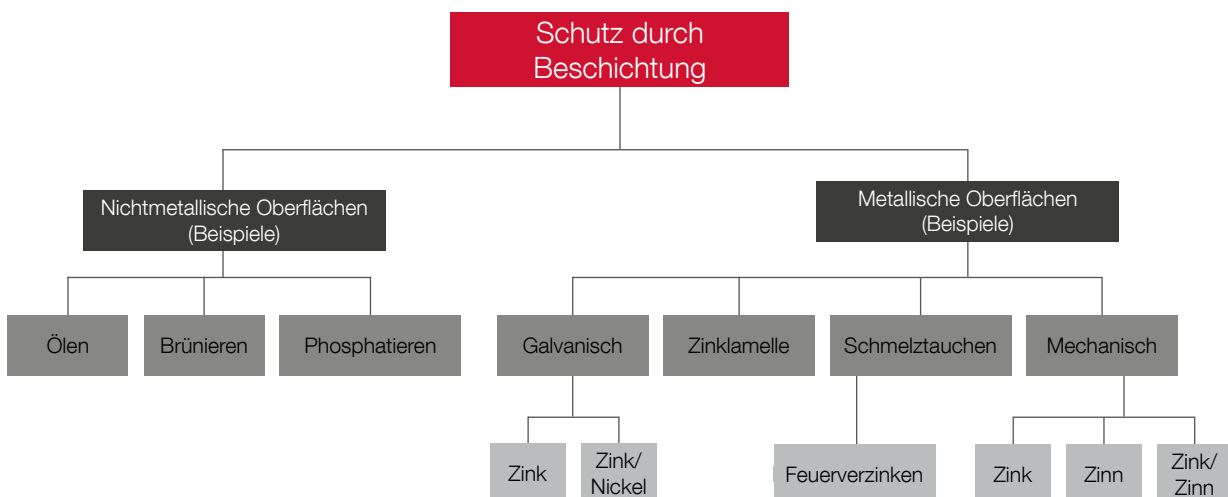 Schutz durch
Beschichtung
Nichtmetallische Oberflächen
(Beispiele)
Metallische Oberflächen
(Beispiele)
Ölen
Brünieren
Phosphatieren
Galvanisch
Zinklamelle
Schmelztauchen
Mechanisch
Zink
Zink/
Nickel
Feuerverzinken
Zink
Zinn
Zink/
Zinn